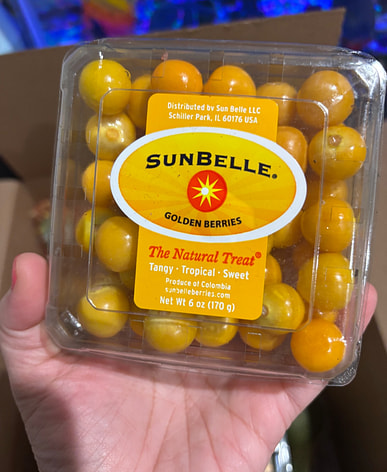 Distributed by Sun Belle LLC
Schiller Park, IL 60176 USA
SUNBELLE®
GOLDEN BERRIES
The Natural Treat®
Tangy · Tropical · Sweet
Produce of Colombia
sunbelleberries.com
Net Wt 6 oz (170 g)